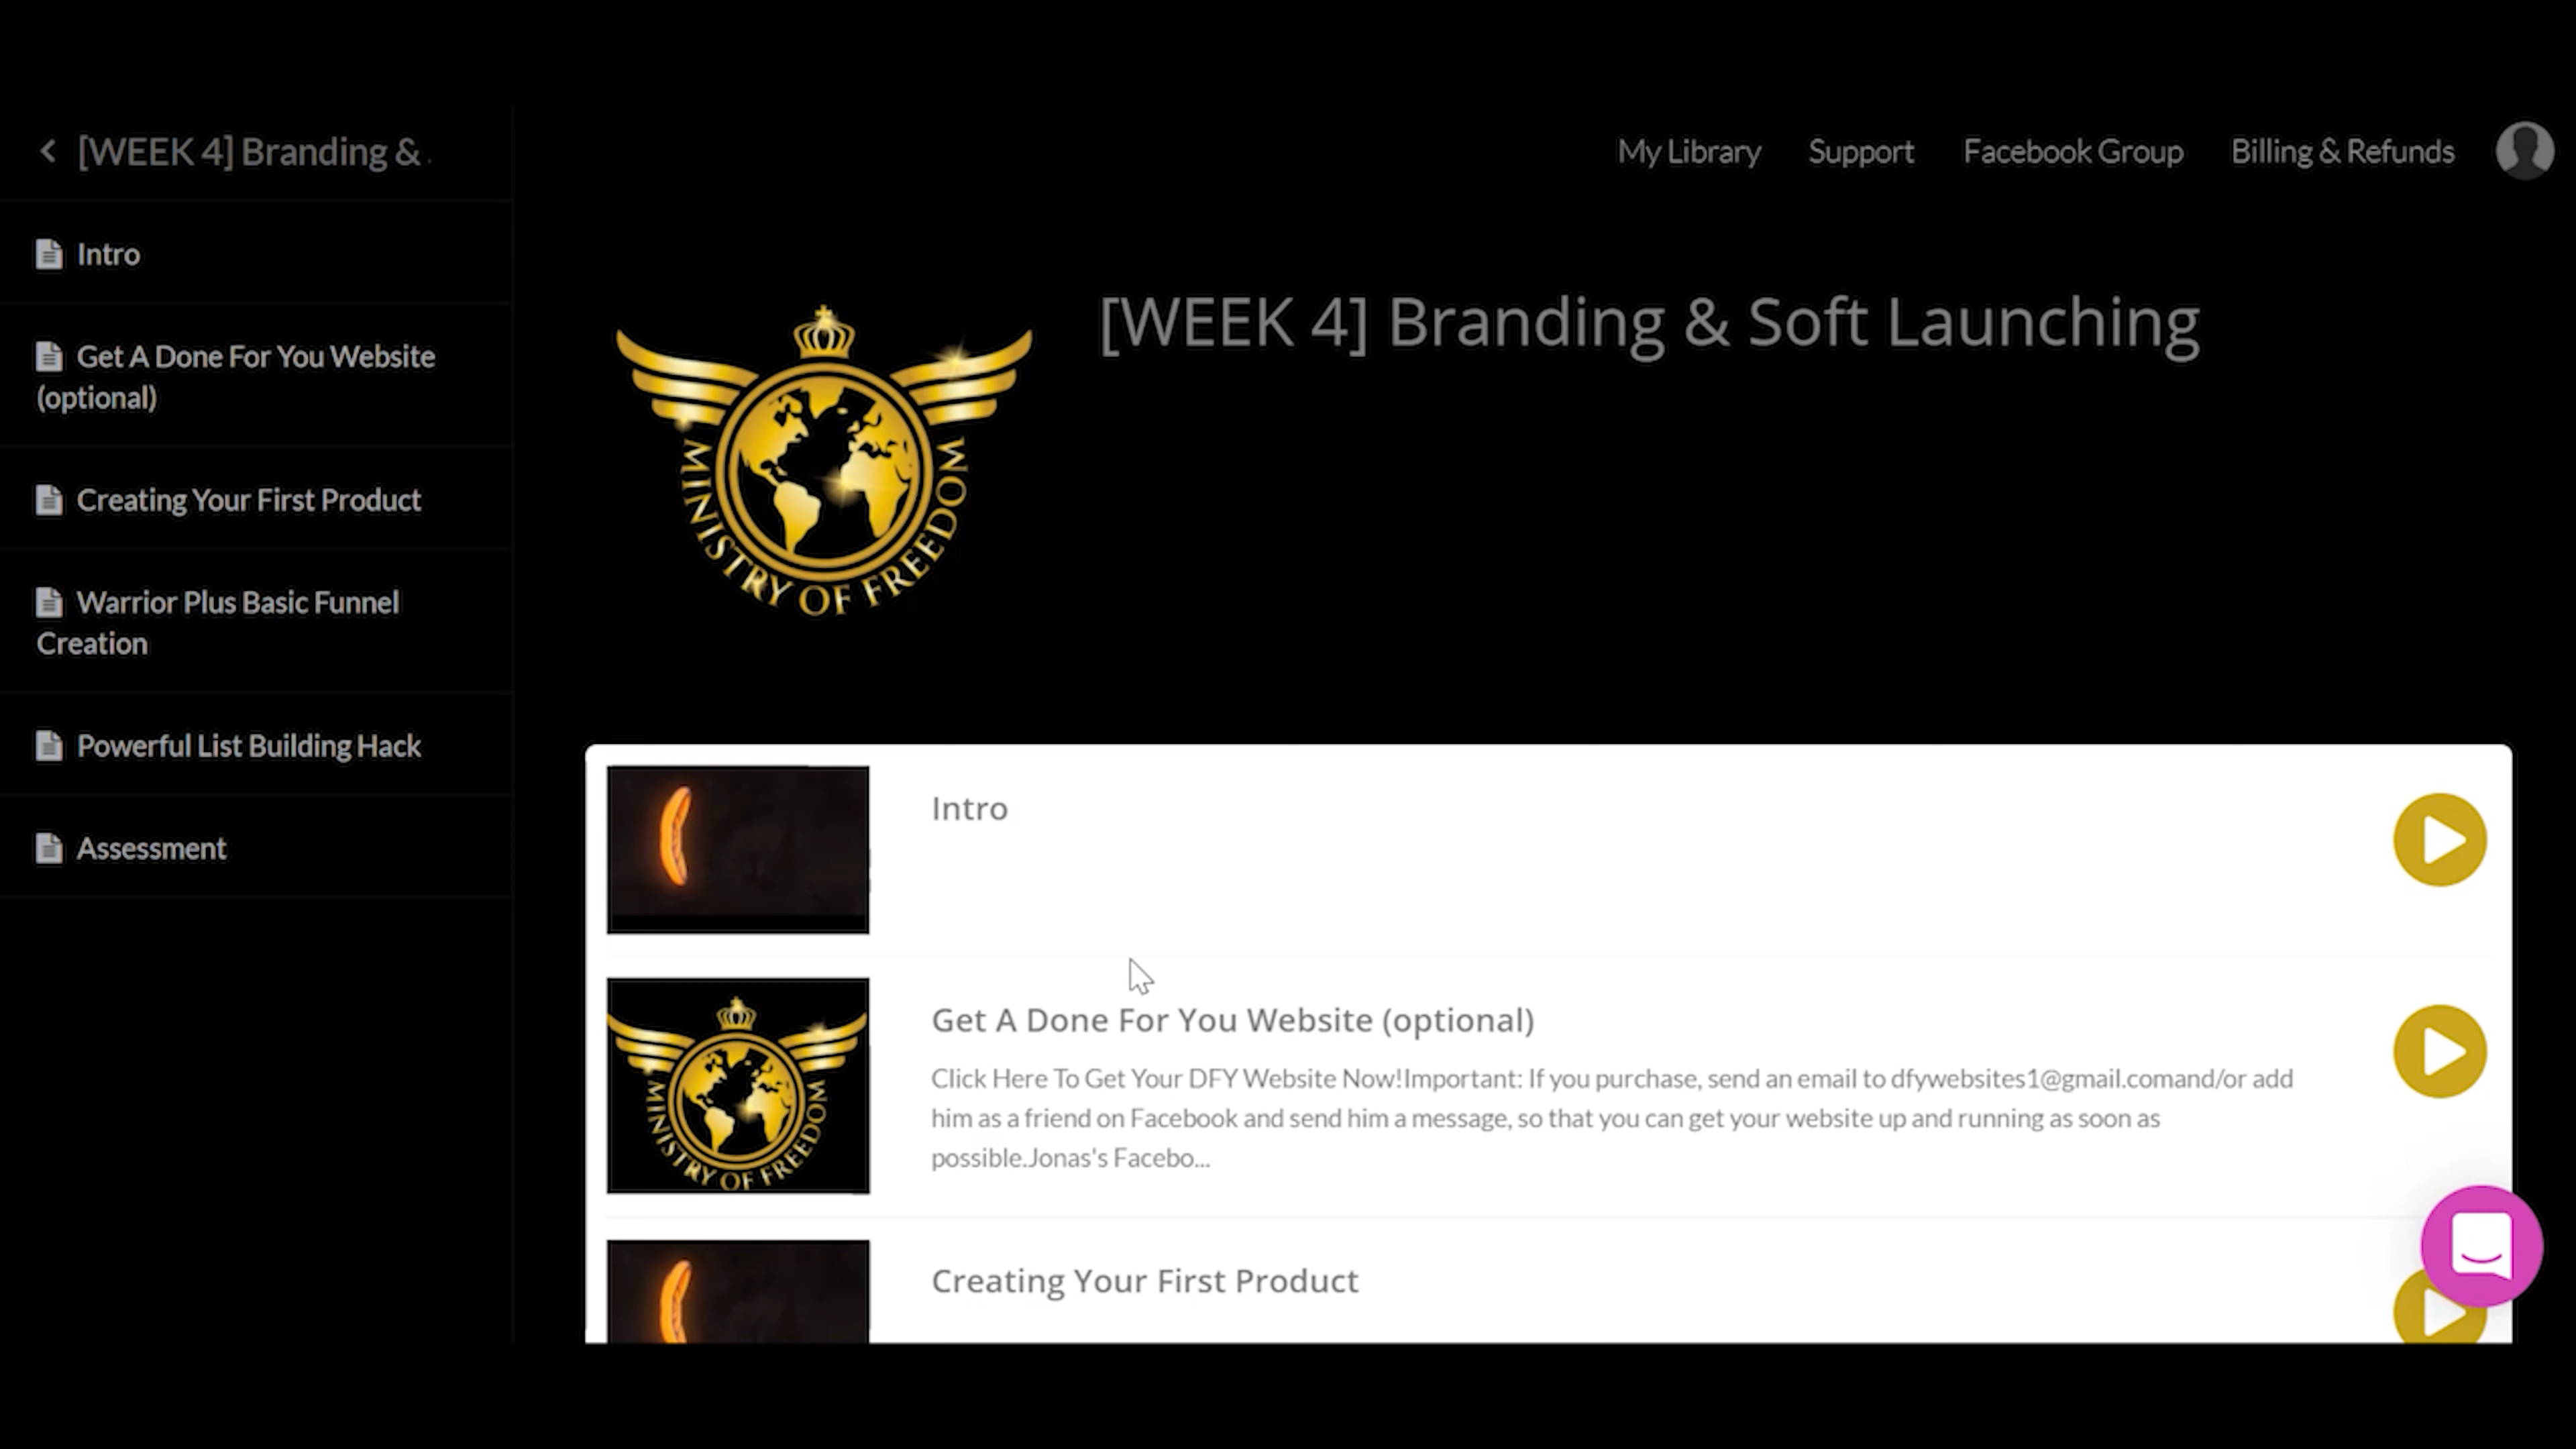 [WEEK 4] Branding &
My Library
Support
Facebook Group
Billing & Refunds
Intro
Get A Done For You Website
(optional)
Creating Your First Product
Warrior Plus Basic Funnel
Creation
Powerful List Building Hack
Assessment
[WEEK 4] Branding & Soft Launching
MINISTRY OF FREEDOM
Intro
MINISTRY OF FREEDOM
Get A Done For You Website (optional)
Click Here To Get Your DFY Website Now!Important: If you purchase, send an email to dfywebsites1@gmail.comand/or add
him as a friend on Facebook and send him a message, so that you can get your website up and running as soon as
possible.Jonas's Facebo...
Creating Your First Product